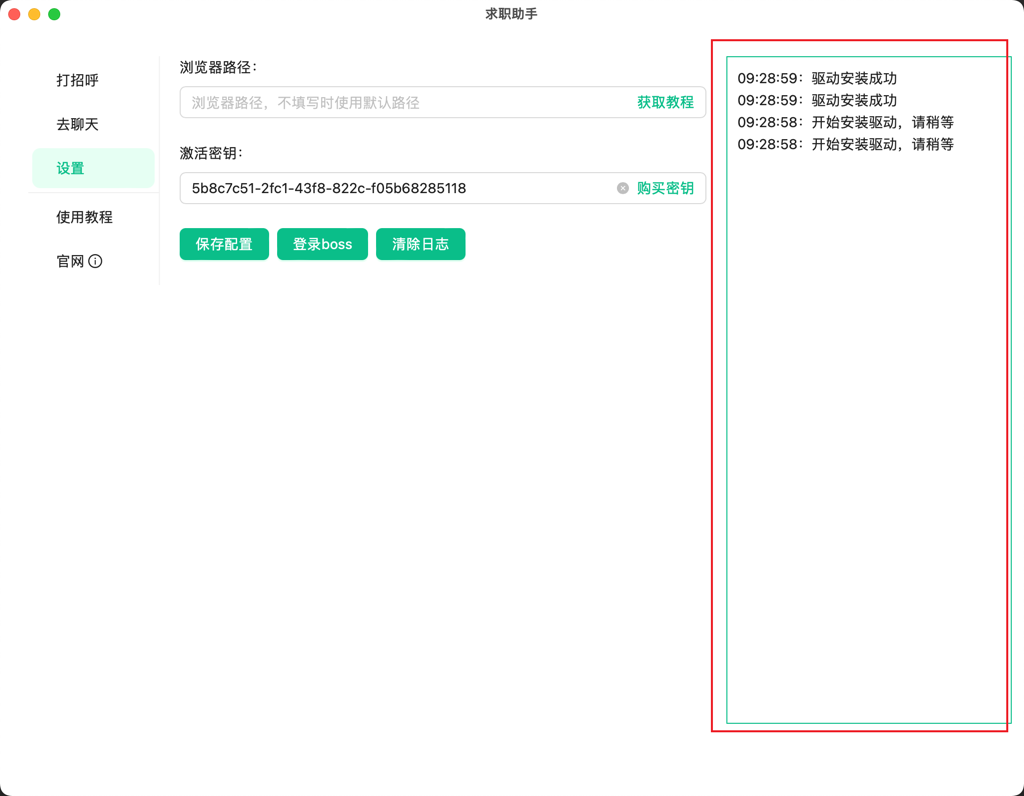 求职助手
打招呼
去聊天
设置
使用教程
官网
浏览器路径：
浏览器路径，不填写时使用默认路径
获取教程
激活密钥：
5b8c7c51-2fc1-43f8-822c-f05b68285118
购买密钥
保存配置
登录boss
清除日志
09:28:59：驱动安装成功
09:28:59：驱动安装成功
09:28:58：开始安装驱动，请稍等
09:28:58：开始安装驱动，请稍等